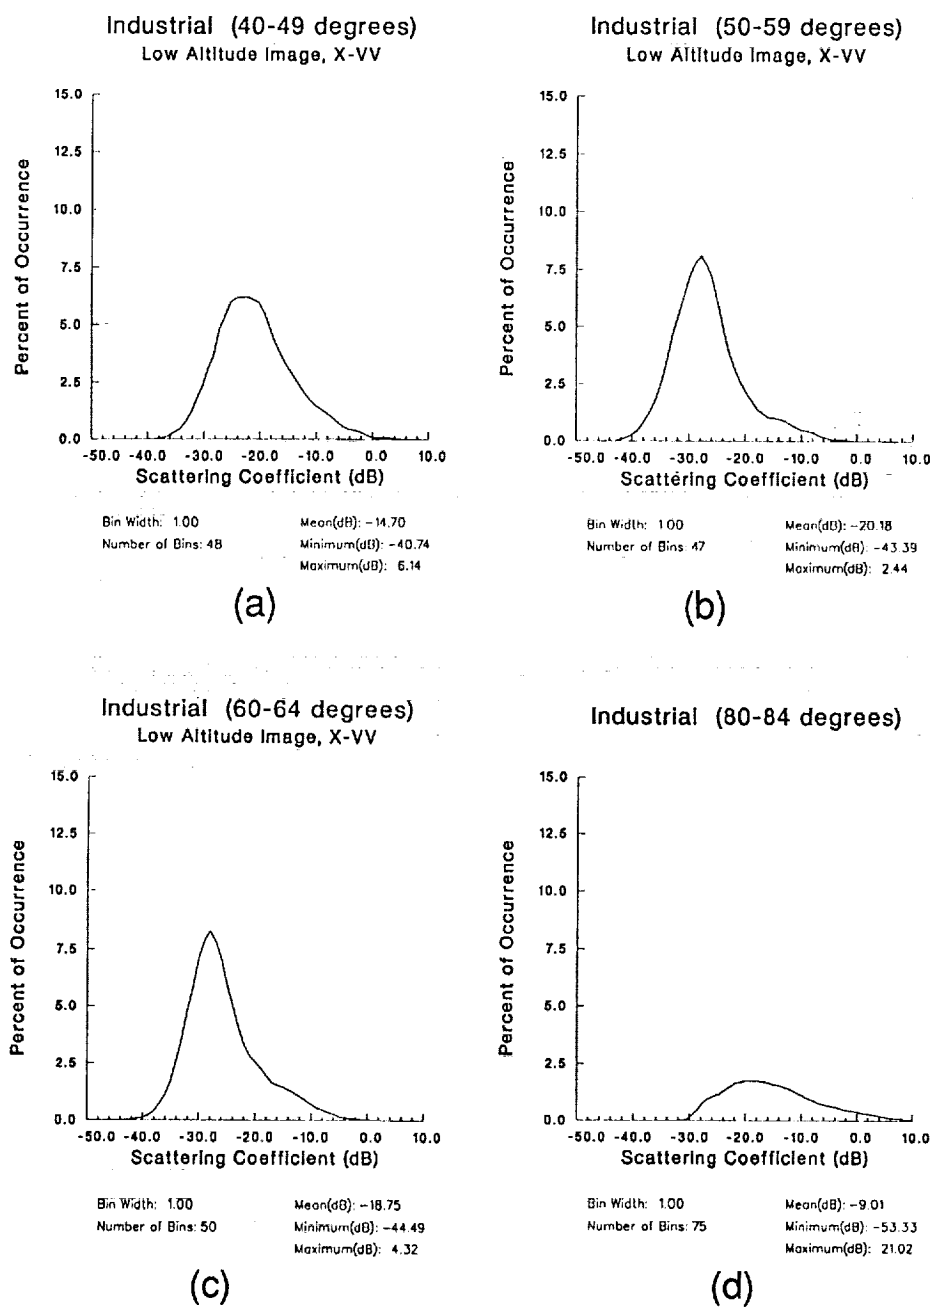 Industrial (40-49 degrees)
Low Altitude Image, X-VV
Percent of Occurrence
15.0
12.5
10.0
7.5
5.0
2.5
0.0
-50.0 -40.0 -30.0 -20.0 -10.0 0.0 10.0
Scattering Coefficient (dB)
Bin Width: 1.00
Number of Bins: 48
Mean(dB): -14.70
Minimum(dB): -40.74
Maximum(dB): 6.14
(a)
Industrial (50-59 degrees)
Low Altitude Image, X-VV
Percent of Occurrence
15.0
12.5
10.0
7.5
5.0
2.5
0.0
-50.0 -40.0 -30.0 -20.0 -10.0 0.0 10.0
Scattering Coefficient (dB)
Bin Width: 1.00
Number of Bins: 47
Mean(dB): -20.18
Minimum(dB): -43.39
Maximum(dB): 2.44
(b)
Industrial (60-64 degrees)
Low Altitude Image, X-VV
Percent of Occurrence
15.0
12.5
10.0
7.5
5.0
2.5
0.0
-50.0 -40.0 -30.0 -20.0 -10.0 0.0 10.0
Scattering Coefficient (dB)
Bin Width: 1.00
Number of Bins: 50
Mean(dB): -18.75
Minimum(dB): -44.49
Maximum(dB): 4.32
(c)
Industrial (80-84 degrees)
Percent of Occurrence
15.0
12.5
10.0
7.5
5.0
2.5
0.0
-50.0 -40.0 -30.0 -20.0 -10.0 0.0 10.0
Scattering Coefficient (dB)
Bin Width: 1.00
Number of Bins: 75
Mean(dB): -9.01
Minimum(dB): -53.33
Maximum(dB): 21.02
(d)